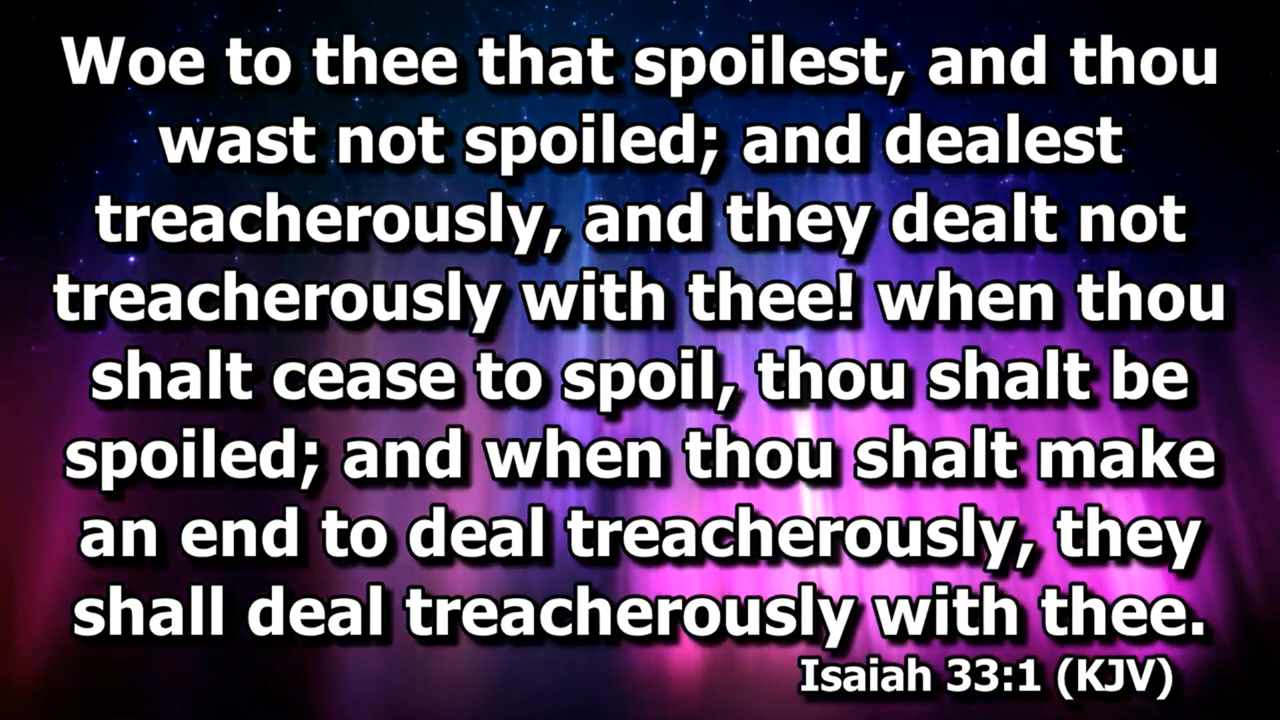 Woe to thee that spoilest, and thou
wast not spoiled; and dealest
treacherously, and they dealt not
treacherously with thee! when thou
shalt cease to spoil, thou shalt be
spoiled; and when thou shalt make
an end to deal treacherously, they
shall deal treacherously with thee.
Isaiah 33:1 (KJV)